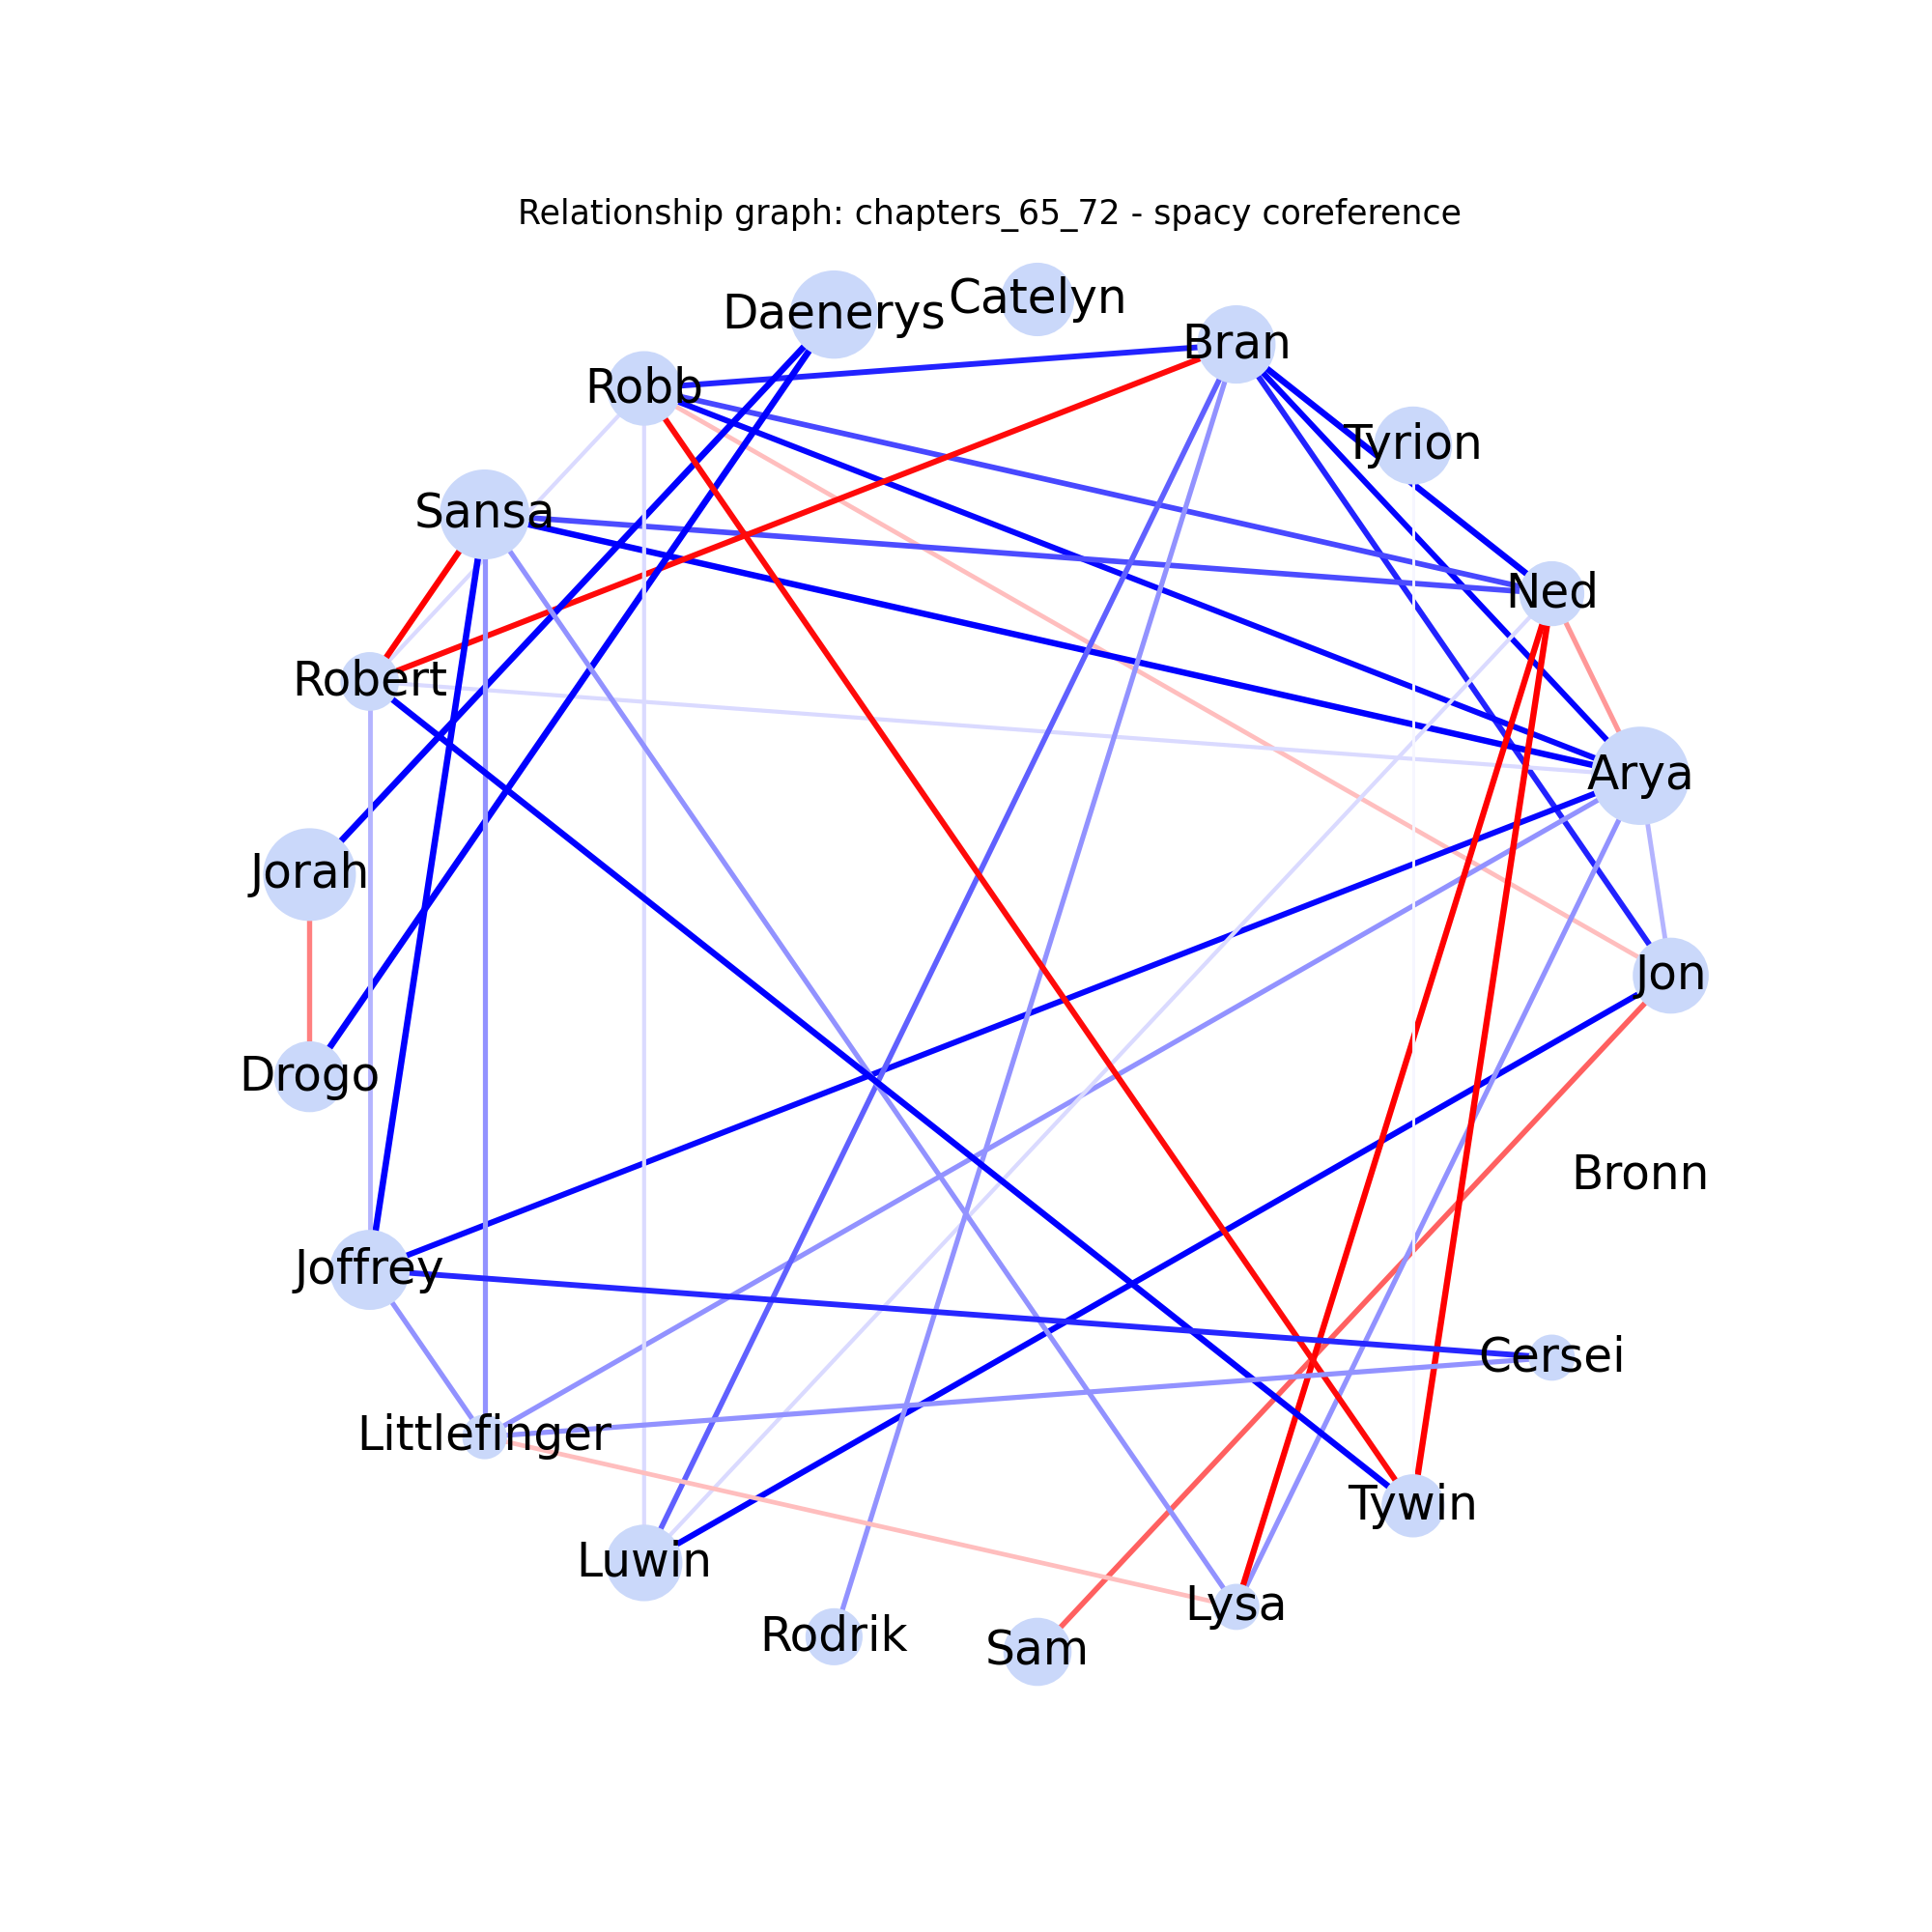 Relationship graph: chapters_65_72 - spacy coreference
Catelyn
Daenerys
Bran
Robb
Tyrion
Sansa
Ned
Robert
Arya
Jorah
Jon
Drogo
Bronn
Joffrey
Cersei
Littlefinger
Tywin
Luwin
Lysa
Rodrik
Sam